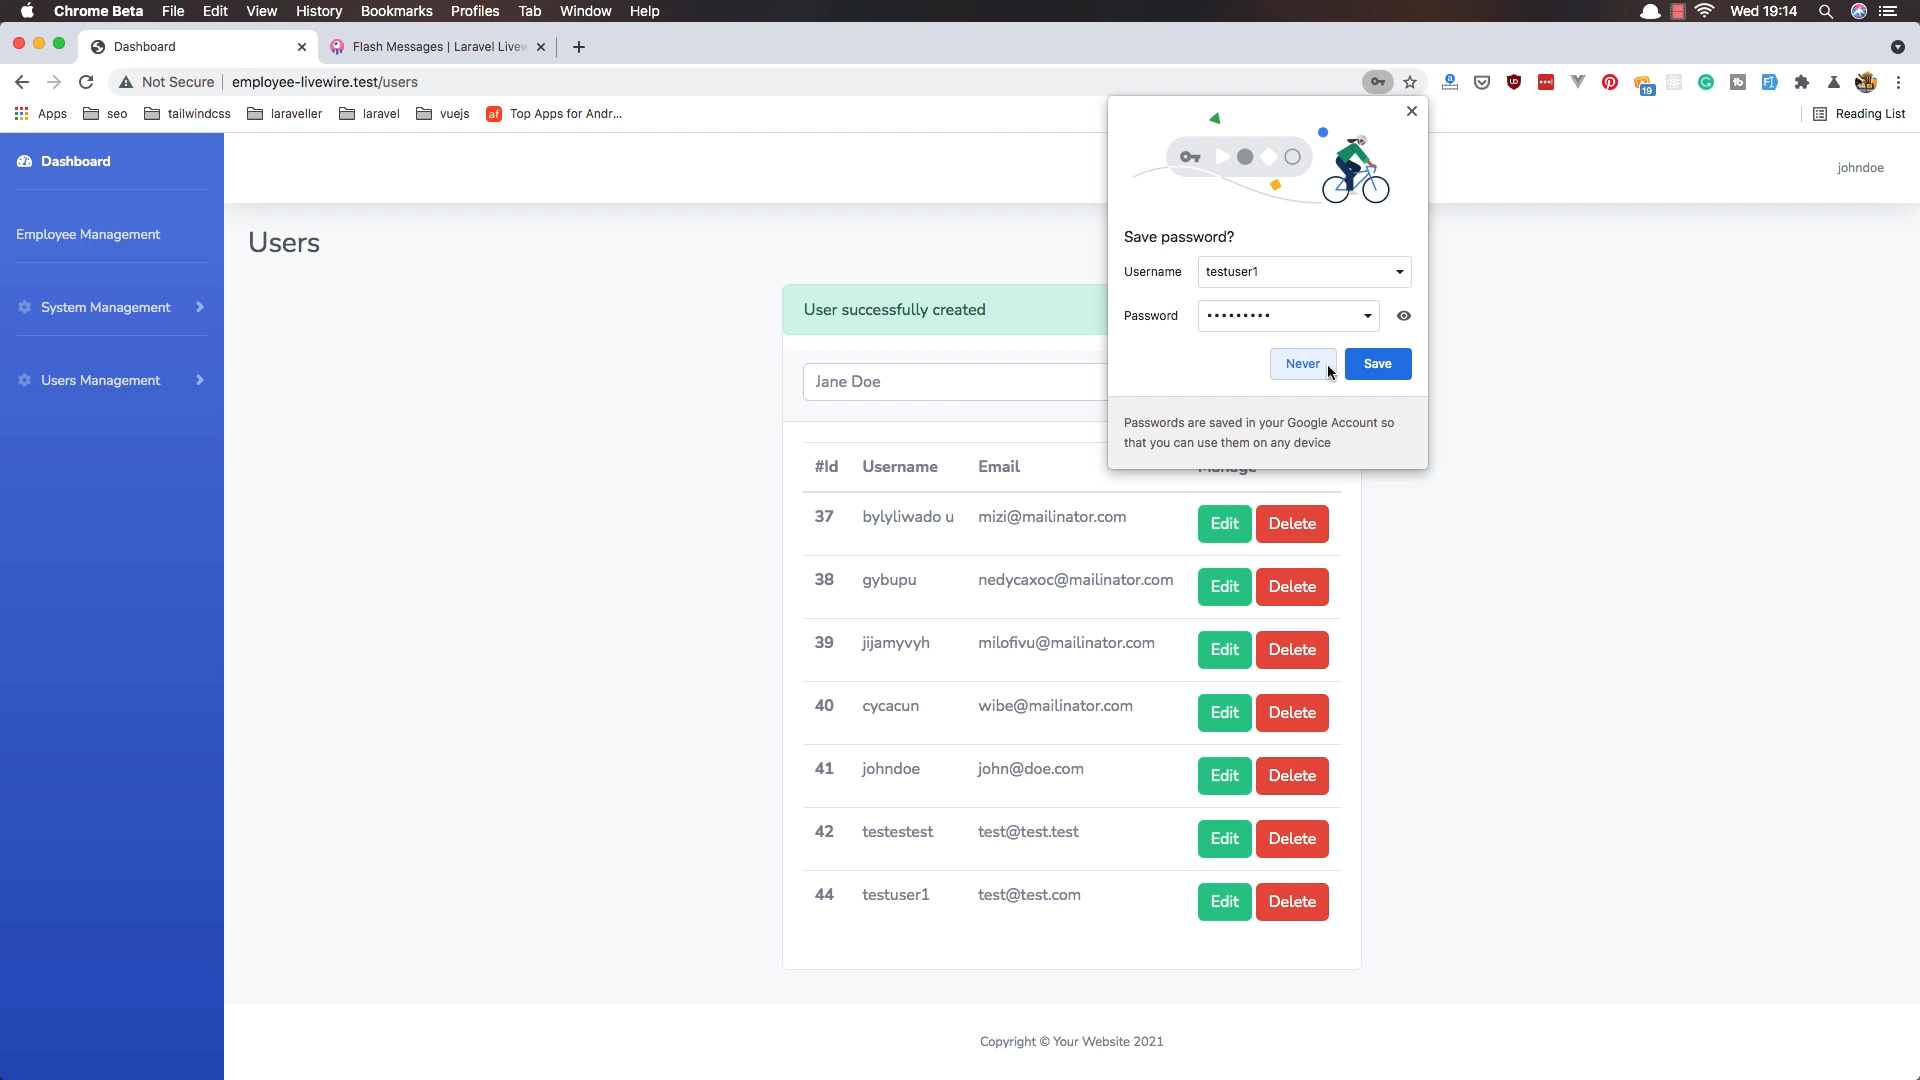 Chrome Beta File Edit View History Bookmarks Profiles Tab Window Help Wed 19:14
Dashboard Flash Messages | Laravel Livew
Not Secure employee-livewire.test/users 19
Apps seo tailwindcss laraveller laravel vuejs af Top Apps for Andr... Reading List
Dashboard
johndoe
Employee Management
System Management
Users Management
Users
User successfully created
Jane Doe
Save password?
Username testuser1
Password •••••••••
Never Save
Passwords are saved in your Google Account so
that you can use them on any device
#Id Username Email Manage
37 bylyliwado u mizi@mailinator.com Edit Delete
38 gybupu nedycaxoc@mailinator.com Edit Delete
39 jijamyvyh milofivu@mailinator.com Edit Delete
40 cycacun wibe@mailinator.com Edit Delete
41 johndoe john@doe.com Edit Delete
42 testestest test@test.test Edit Delete
44 testuser1 test@test.com Edit Delete
Copyright © Your Website 2021